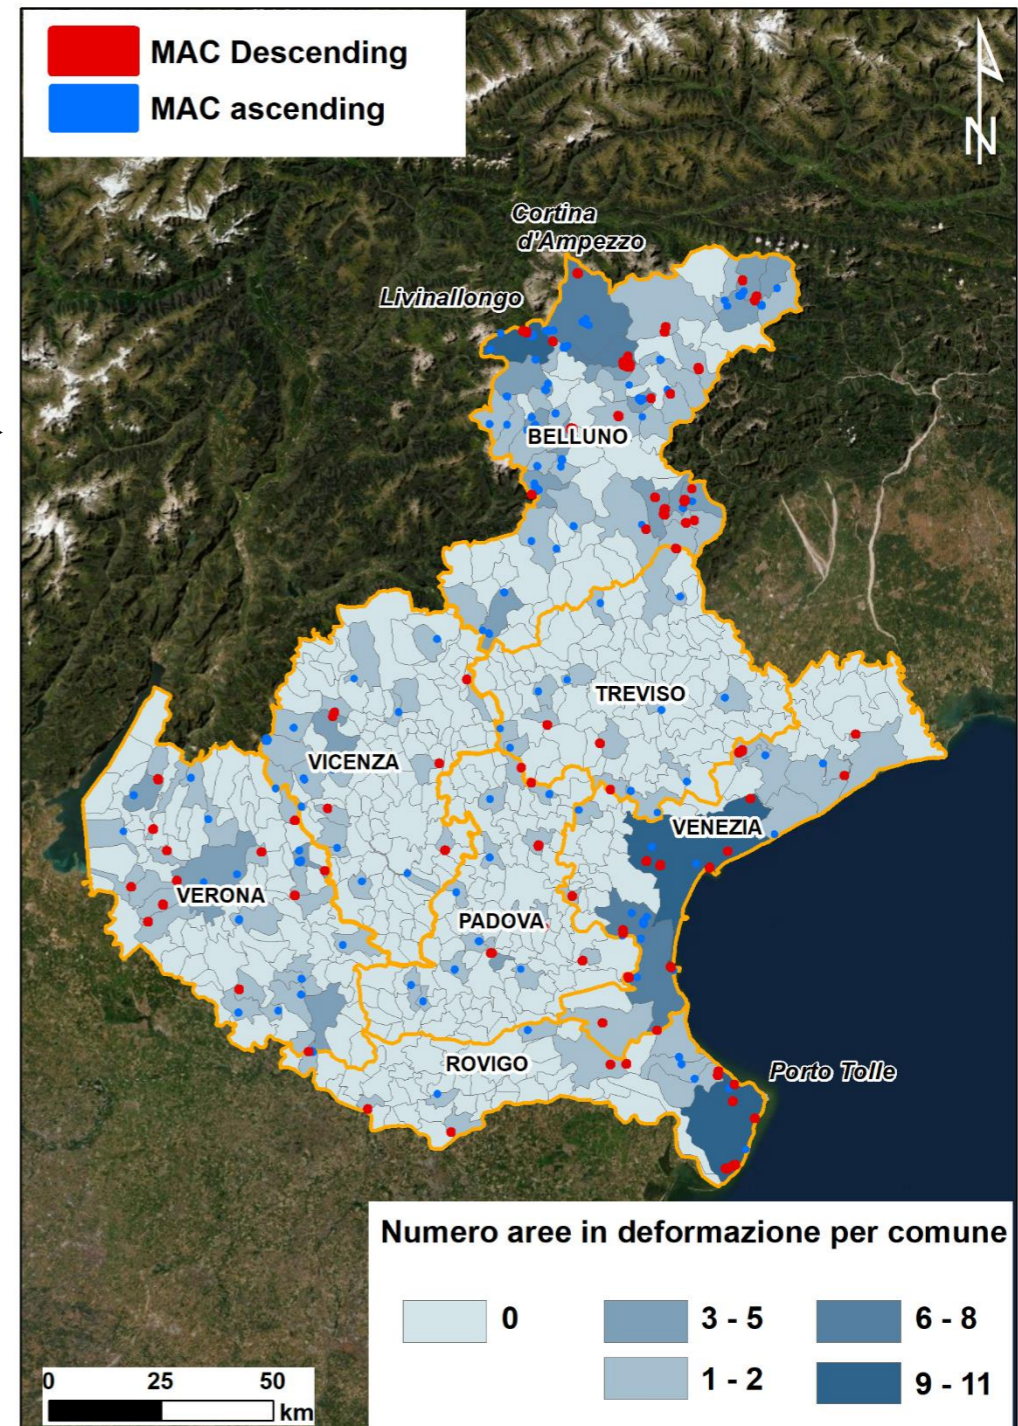 MAC Descending
MAC ascending
N
Cortina
d'Ampezzo
Livinallongo
BELLUNO
TREVISO
VICENZA
VENEZIA
VERONA
PADOVA
ROVIGO
Porto Tolle
Numero aree in deformazione per comune
0
3 - 5
6 - 8
1 - 2
9 - 11
0 25 50
km